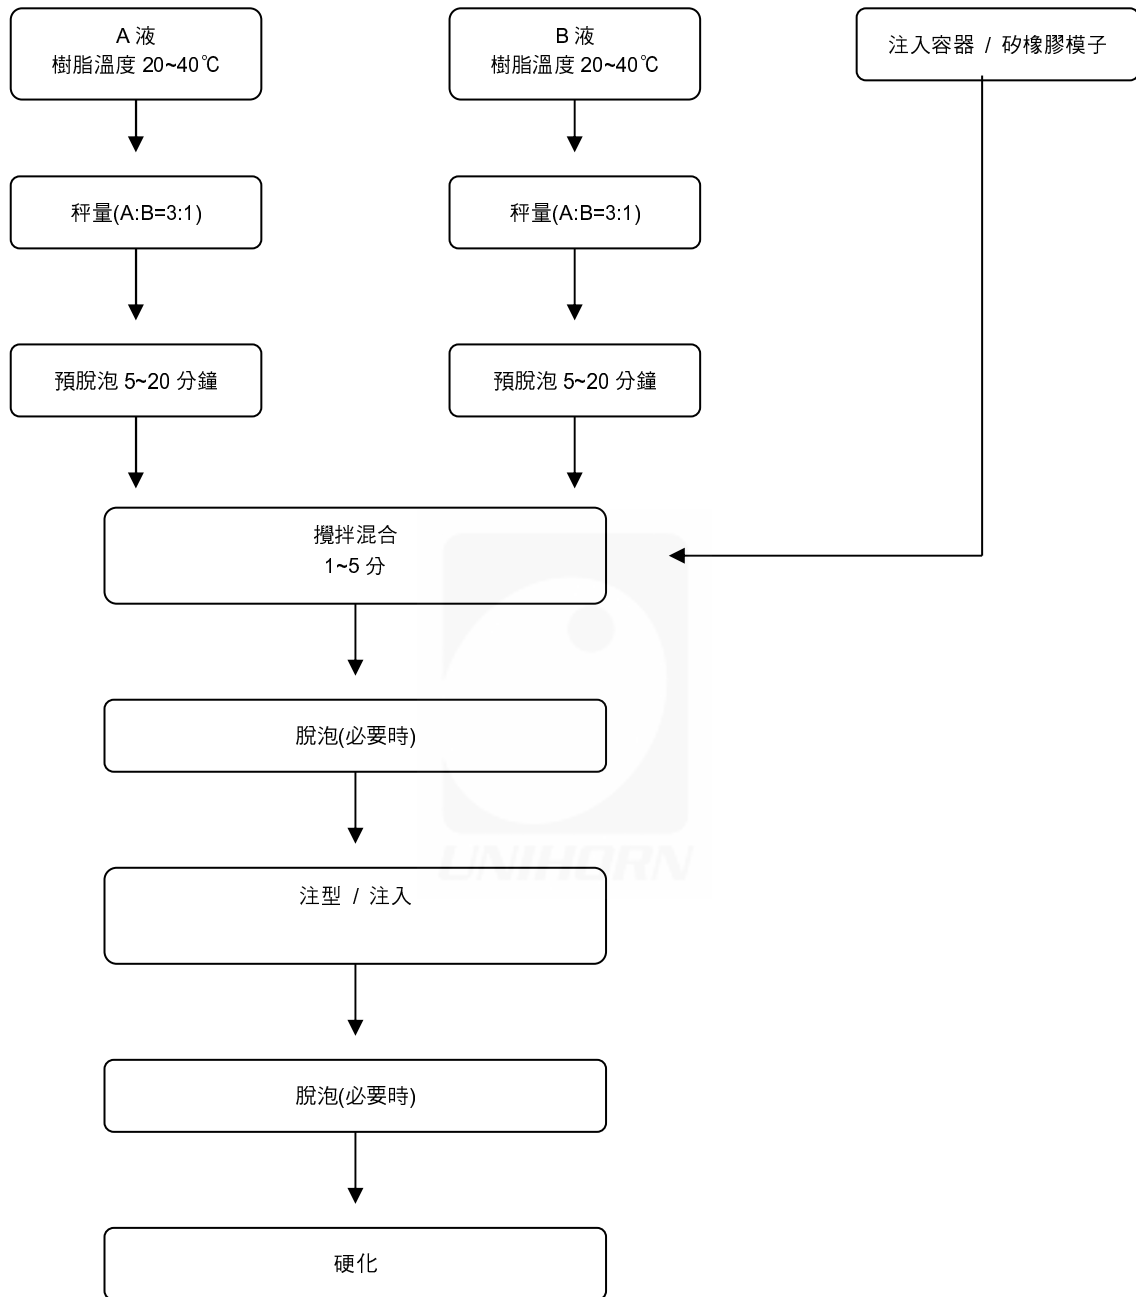 A 液
樹脂溫度 20~40℃
B 液
樹脂溫度 20~40℃
注入容器 / 矽橡膠模子
秤量(A:B=3:1)
秤量(A:B=3:1)
預脫泡 5~20 分鐘
預脫泡 5~20 分鐘
攪拌混合
1~5 分
脫泡(必要時)
UNIHORN
注型 / 注入
脫泡(必要時)
硬化